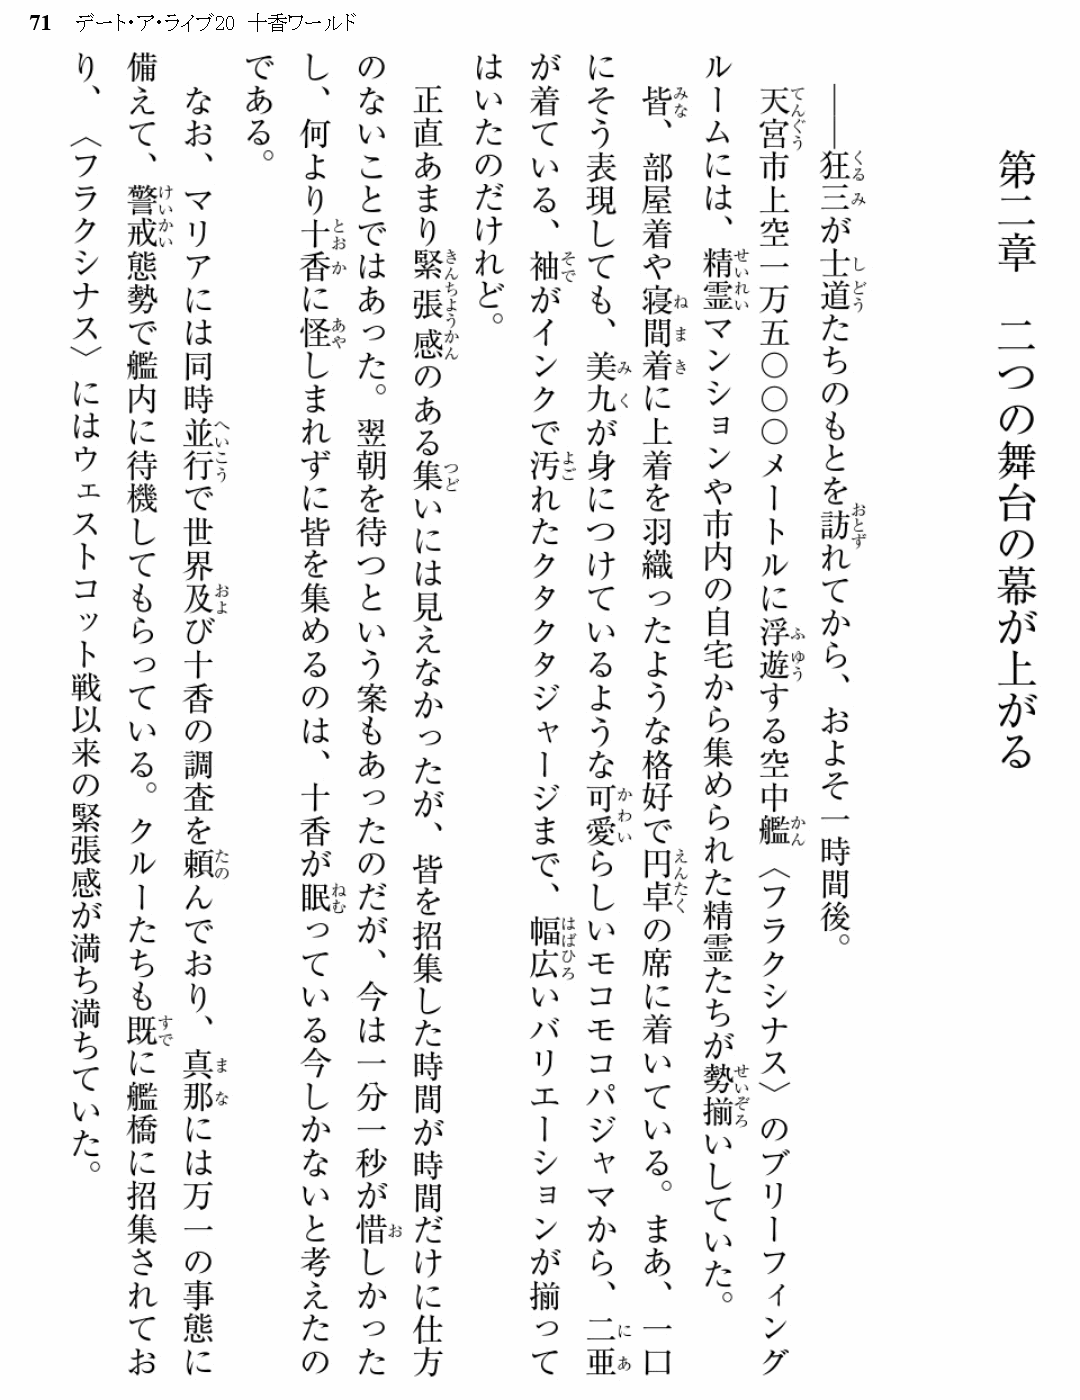 71 デート・ア・ライブ20 十香ワールド
第二章　二つの舞台の幕が上がる
――狂三が士道たちのもとを訪れてから、およそ一時間後。
天宮市上空一万五〇〇〇メートルに浮遊する空中艦〈フラクシナス〉のブリーフィング
ルームには、精霊マンションや市内の自宅から集められた精霊たちが勢揃いしていた。
皆、部屋着や寝間着に上着を羽織ったような格好で円卓の席に着いている。まあ、一口
にそう表現しても、美九が身につけているような可愛らしいモコモコパジャマから、二亜
が着ている、袖がインクで汚れたクタクタジャージまで、幅広いバリエーションが揃って
はいたのだけれど。
正直あまり緊張感のある集いには見えなかったが、皆を招集した時間が時間だけに仕方
のないことではあった。翌朝を待つという案もあったのだが、今は一分一秒が惜しかった
し、何より十香に怪しまれずに皆を集めるのは、十香が眠っている今しかないと考えたの
である。
なお、マリアには同時並行で世界及び十香の調査を頼んでおり、真那には万一の事態に
備えて、警戒態勢で艦内に待機してもらっている。クルーたちも既に艦橋に招集されてお
り、〈フラクシナス〉にはウェストコット戦以来の緊張感が満ち満ちていた。